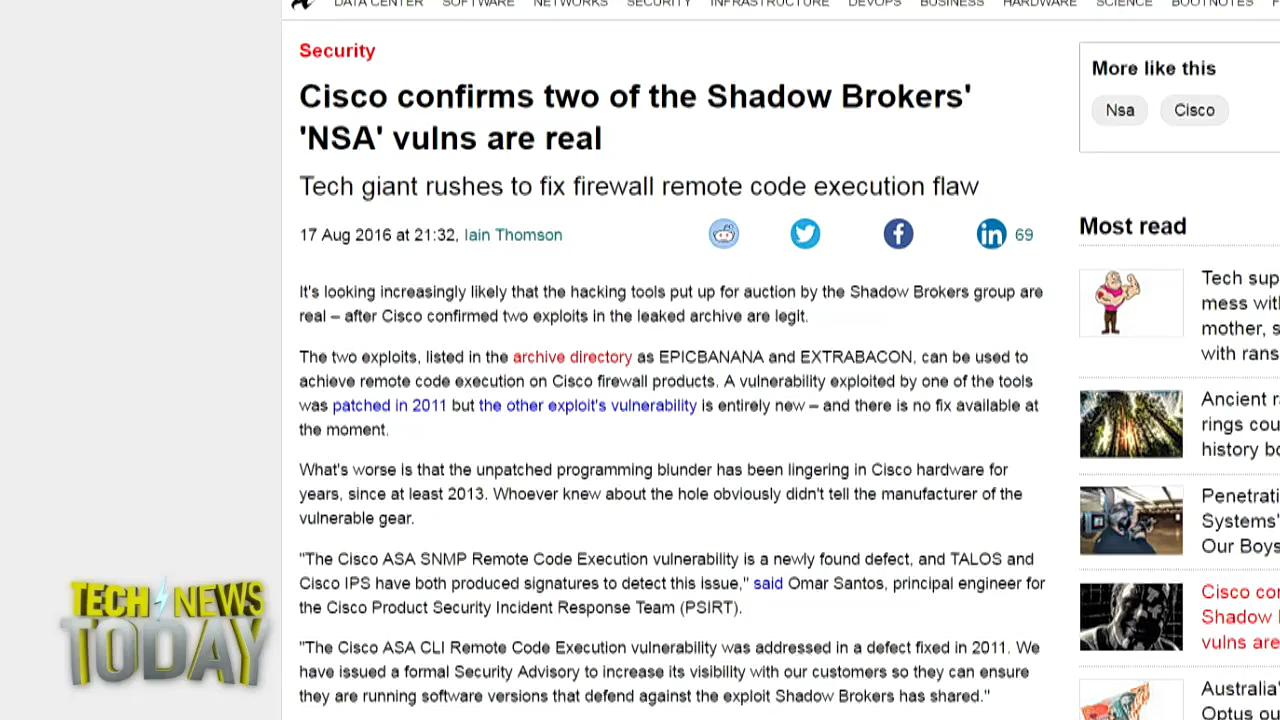 DATA CENTER SOFTWARE NETWORKS SECURITY INFRASTRUCTURE DEVOPS BUSINESS HARDWARE SCIENCE BOOTNOTES F
Security
Cisco confirms two of the Shadow Brokers'
'NSA' vulns are real
Tech giant rushes to fix firewall remote code execution flaw
17 Aug 2016 at 21:32, Iain Thomson
69
It's looking increasingly likely that the hacking tools put up for auction by the Shadow Brokers group are
real – after Cisco confirmed two exploits in the leaked archive are legit.
The two exploits, listed in the archive directory as EPICBANANA and EXTRABACON, can be used to
achieve remote code execution on Cisco firewall products. A vulnerability exploited by one of the tools
was patched in 2011 but the other exploit's vulnerability is entirely new – and there is no fix available at
the moment.
What's worse is that the unpatched programming blunder has been lingering in Cisco hardware for
years, since at least 2013. Whoever knew about the hole obviously didn't tell the manufacturer of the
vulnerable gear.
"The Cisco ASA SNMP Remote Code Execution vulnerability is a newly found defect, and TALOS and
Cisco IPS have both produced signatures to detect this issue," said Omar Santos, principal engineer for
the Cisco Product Security Incident Response Team (PSIRT).
"The Cisco ASA CLI Remote Code Execution vulnerability was addressed in a defect fixed in 2011. We
have issued a formal Security Advisory to increase its visibility with our customers so they can ensure
they are running software versions that defend against the exploit Shadow Brokers has shared."
More like this
Nsa Cisco
Most read
Tech sup
mess wit
mother, s
with rans
Ancient r
rings cou
history bo
Penetrati
Systems'
Our Boys
Cisco con
Shadow
vulns are
Australia'
Optus ou
TECH NEWS
TODAY